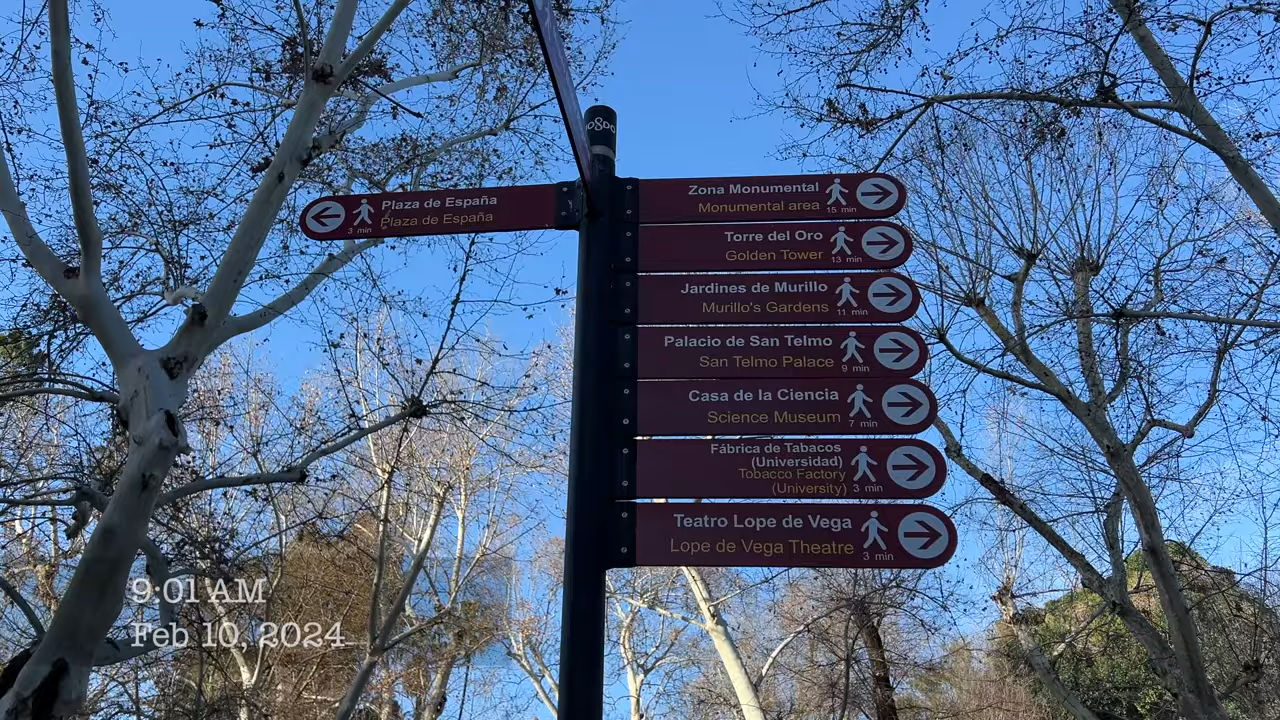 Plaza de España
Plaza de España
3 min
Zona Monumental
Monumental area
15 min
Torre del Oro
Golden Tower
13 min
Jardines de Murillo
Murillo's Gardens
11 min
Palacio de San Telmo
San Telmo Palace
9 min
Casa de la Ciencia
Science Museum
7 min
Fábrica de Tabacos
(Universidad)
Tobacco Factory
(University)
3 min
Teatro Lope de Vega
Lope de Vega Theatre
3 min
9:01 AM
Feb 10, 2024